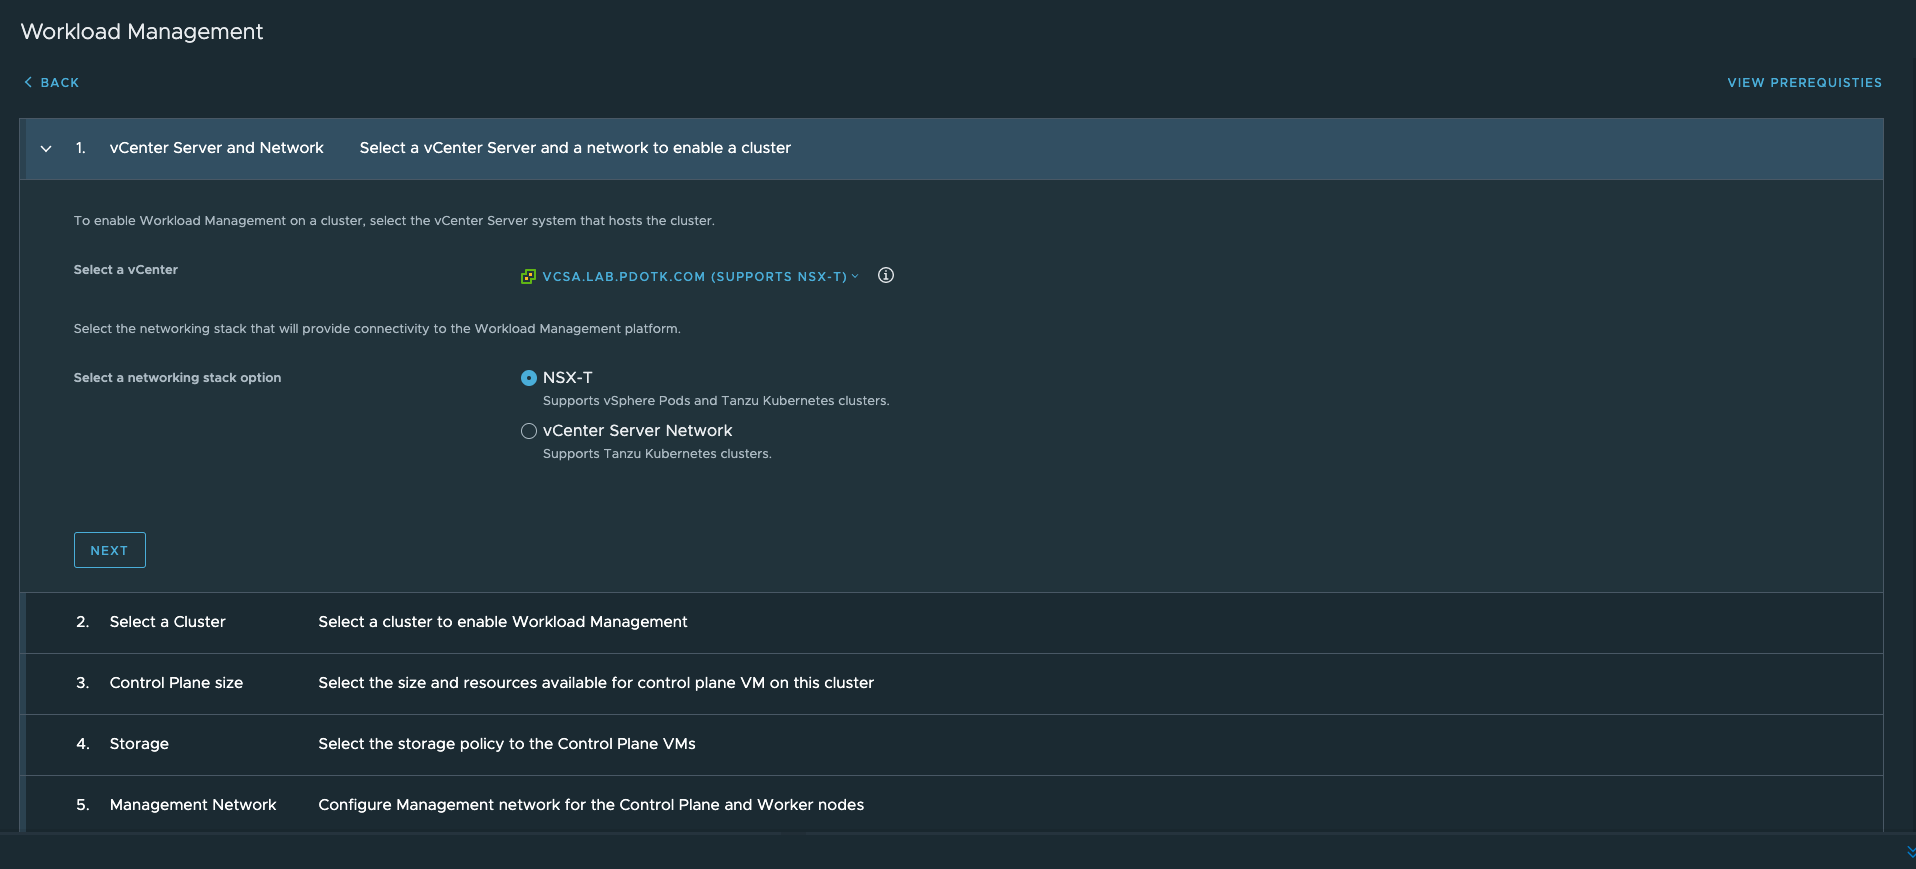 Workload Management
BACK
VIEW PREREQUISTIES
1. vCenter Server and Network Select a vCenter Server and a network to enable a cluster
To enable Workload Management on a cluster, select the vCenter Server system that hosts the cluster.
Select a vCenter VCSA.LAB.PDOTK.COM (SUPPORTS NSX-T)
Select the networking stack that will provide connectivity to the Workload Management platform.
Select a networking stack option NSX-T
Supports vSphere Pods and Tanzu Kubernetes clusters.
vCenter Server Network
Supports Tanzu Kubernetes clusters.
NEXT
2. Select a Cluster Select a cluster to enable Workload Management
3. Control Plane size Select the size and resources available for control plane VM on this cluster
4. Storage Select the storage policy to the Control Plane VMs
5. Management Network Configure Management network for the Control Plane and Worker nodes